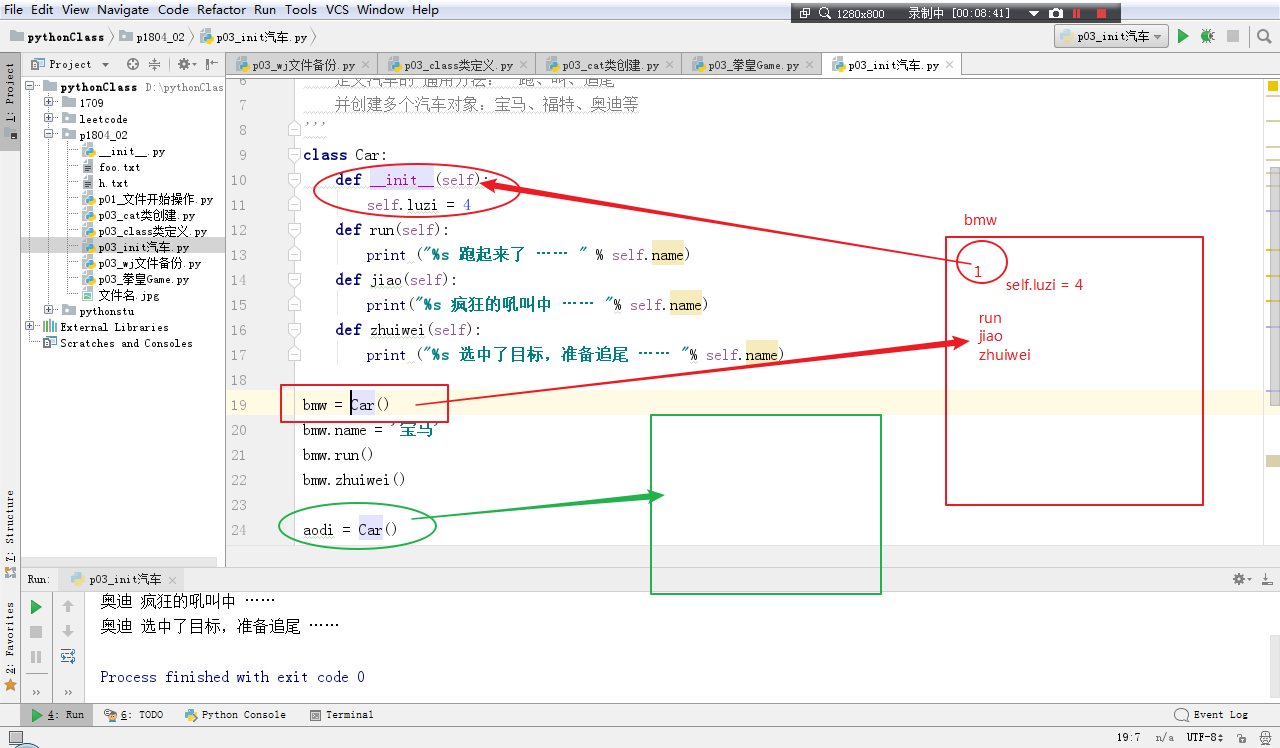 File Edit View Navigate Code Refactor Run Tools VCS Window Help
1280x800 录制中 [00:08:41]
pythonClass p1804_02 p03_init汽车.py
p03_init汽车
Project
p03_wj文件备份.py p03_class类定义.py p03_cat类创建.py p03_拳皇Game.py p03_init汽车.py
1: Project
7: Structure
2: Favorites
pythonClass D:\pythonClas
1709
leetcode
p1804_02
__init__.py
foo.txt
h.txt
p01_文件开始操作.py
p03_cat类创建.py
p03_class类定义.py
p03_init汽车.py
p03_wj文件备份.py
p03_拳皇Game.py
文件名.jpg
pythonstu
External Libraries
Scratches and Consoles
7 并创建多个汽车对象：宝马、福特、奥迪等
8 '''
9 class Car:
10 def __init__(self):
11 self.luzi = 4
12 def run(self):
13 print ("%s 跑起来了 …… " % self.name)
14 def jiao(self):
15 print("%s 疯狂的吼叫中 …… "% self.name)
16 def zhuiwei(self):
17 print ("%s 选中了目标，准备追尾 …… "% self.name)
18
19 bmw = Car()
20 bmw.name = '宝马'
21 bmw.run()
22 bmw.zhuiwei()
23
24 aodi = Car()
bmw
1
self.luzi = 4
run
jiao
zhuiwei
Run: p03_init汽车
奥迪 疯狂的吼叫中 ……
奥迪 选中了目标，准备追尾 ……
Process finished with exit code 0
4: Run 6: TODO Python Console Terminal Event Log
19:7 n/a UTF-8